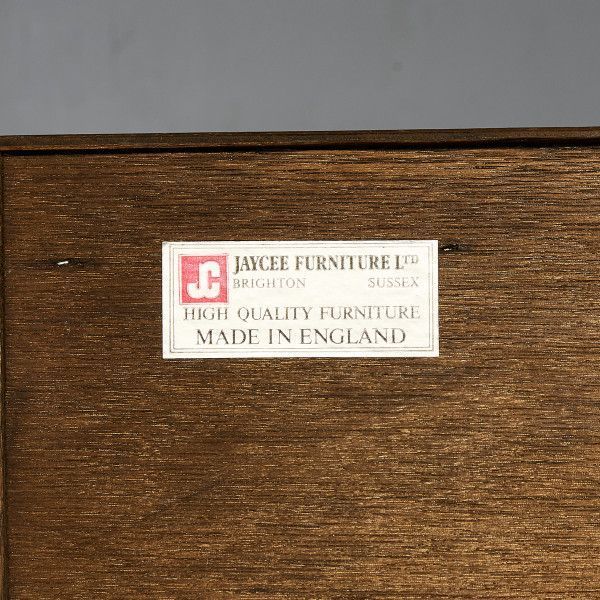 JC
JAYCEE FURNITURE LTD
BRIGHTON SUSSEX
HIGH QUALITY FURNITURE
MADE IN ENGLAND